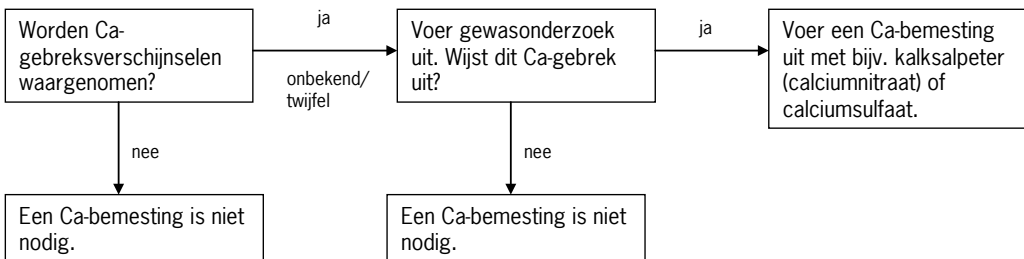 Worden Ca-
gebreksverschijnselen
waargenomen?
ja
onbekend/
twijfel
Voer gewasonderzoek
uit. Wijst dit Ca-gebrek
uit?
ja
Voer een Ca-bemesting
uit met bijv. kalksalpeter
(calciumnitraat) of
calciumsulfaat.
nee
nee
Een Ca-bemesting is niet
nodig.
Een Ca-bemesting is niet
nodig.